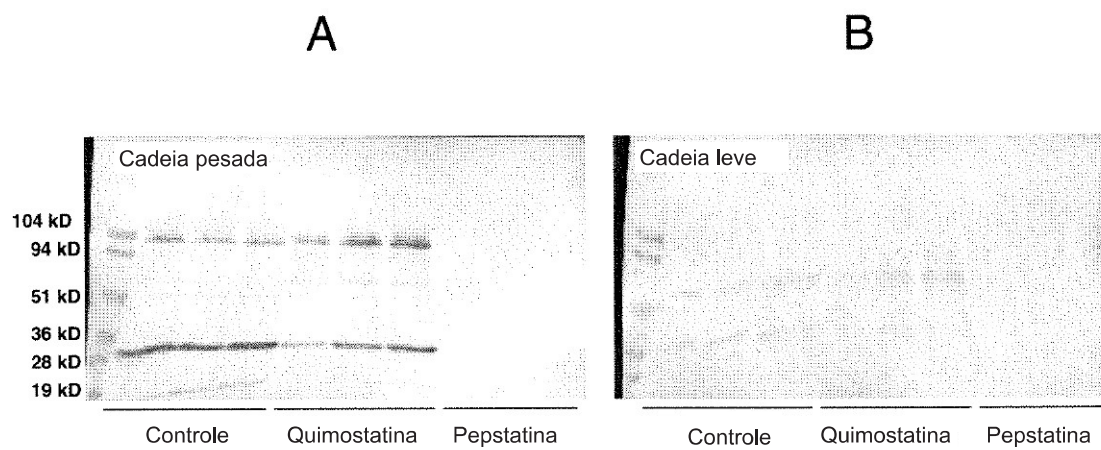 A
B
Cadeia pesada
Cadeia leve
104 kD
94 kD
51 kD
36 kD
28 kD
19 kD
Controle Quimostatina Pepstatina
Controle Quimostatina Pepstatina